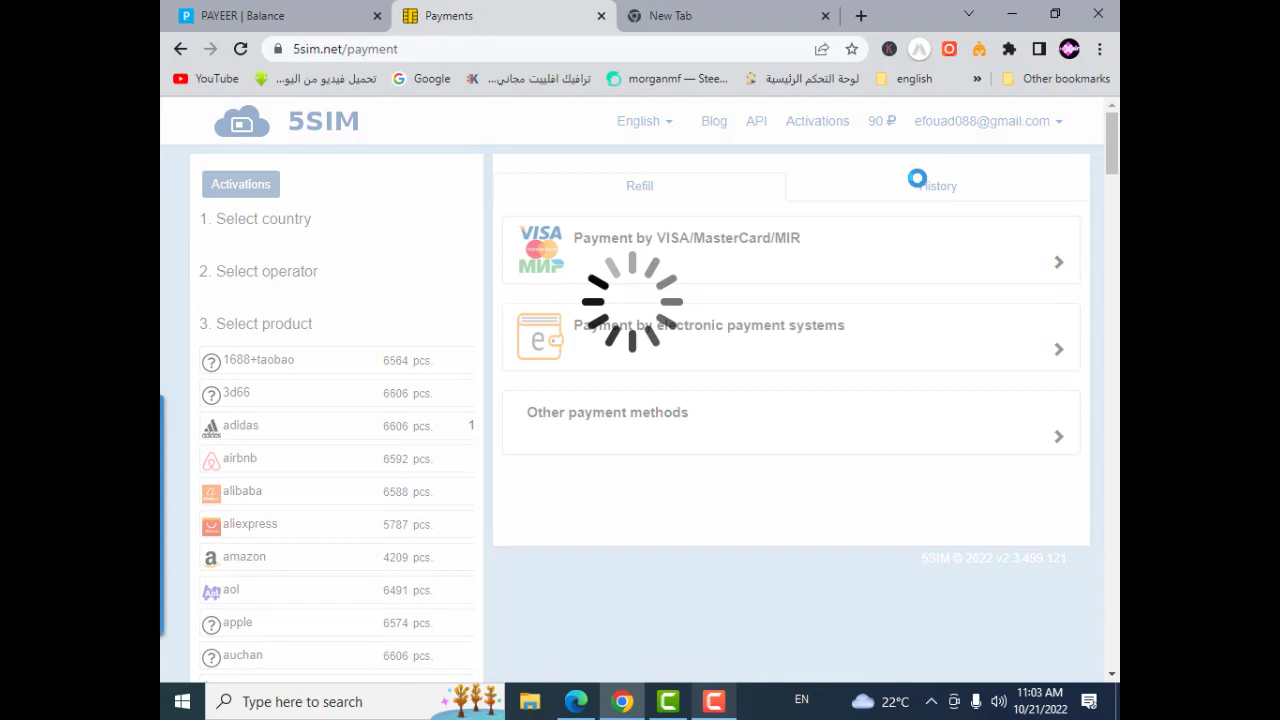 PAYEER | Balance
Payments
New Tab
5sim.net/payment
YouTube
تحميل فيديو من اليو...
Google
ترافيك افلييت مجاني...
morganmf — Stee...
لوحة التحكم الرئيسية
english
»
Other bookmarks
5SIM
English
Blog
API
Activations
90 ₽
efouad088@gmail.com
Activations
1. Select country
2. Select operator
3. Select product
1688+taobao 6564 pcs.
3d66 6606 pcs.
adidas 6606 pcs. 1
airbnb 6592 pcs.
alibaba 6588 pcs.
aliexpress 5787 pcs.
amazon 4209 pcs.
aol 6491 pcs.
apple 6574 pcs.
auchan 6606 pcs.
Refill
History
VISA
МИР
Payment by VISA/MasterCard/MIR
Payment by electronic payment systems
Other payment methods
5SIM © 2022 v2.3.499.121
Type here to search
EN
22°C
11:03 AM
10/21/2022